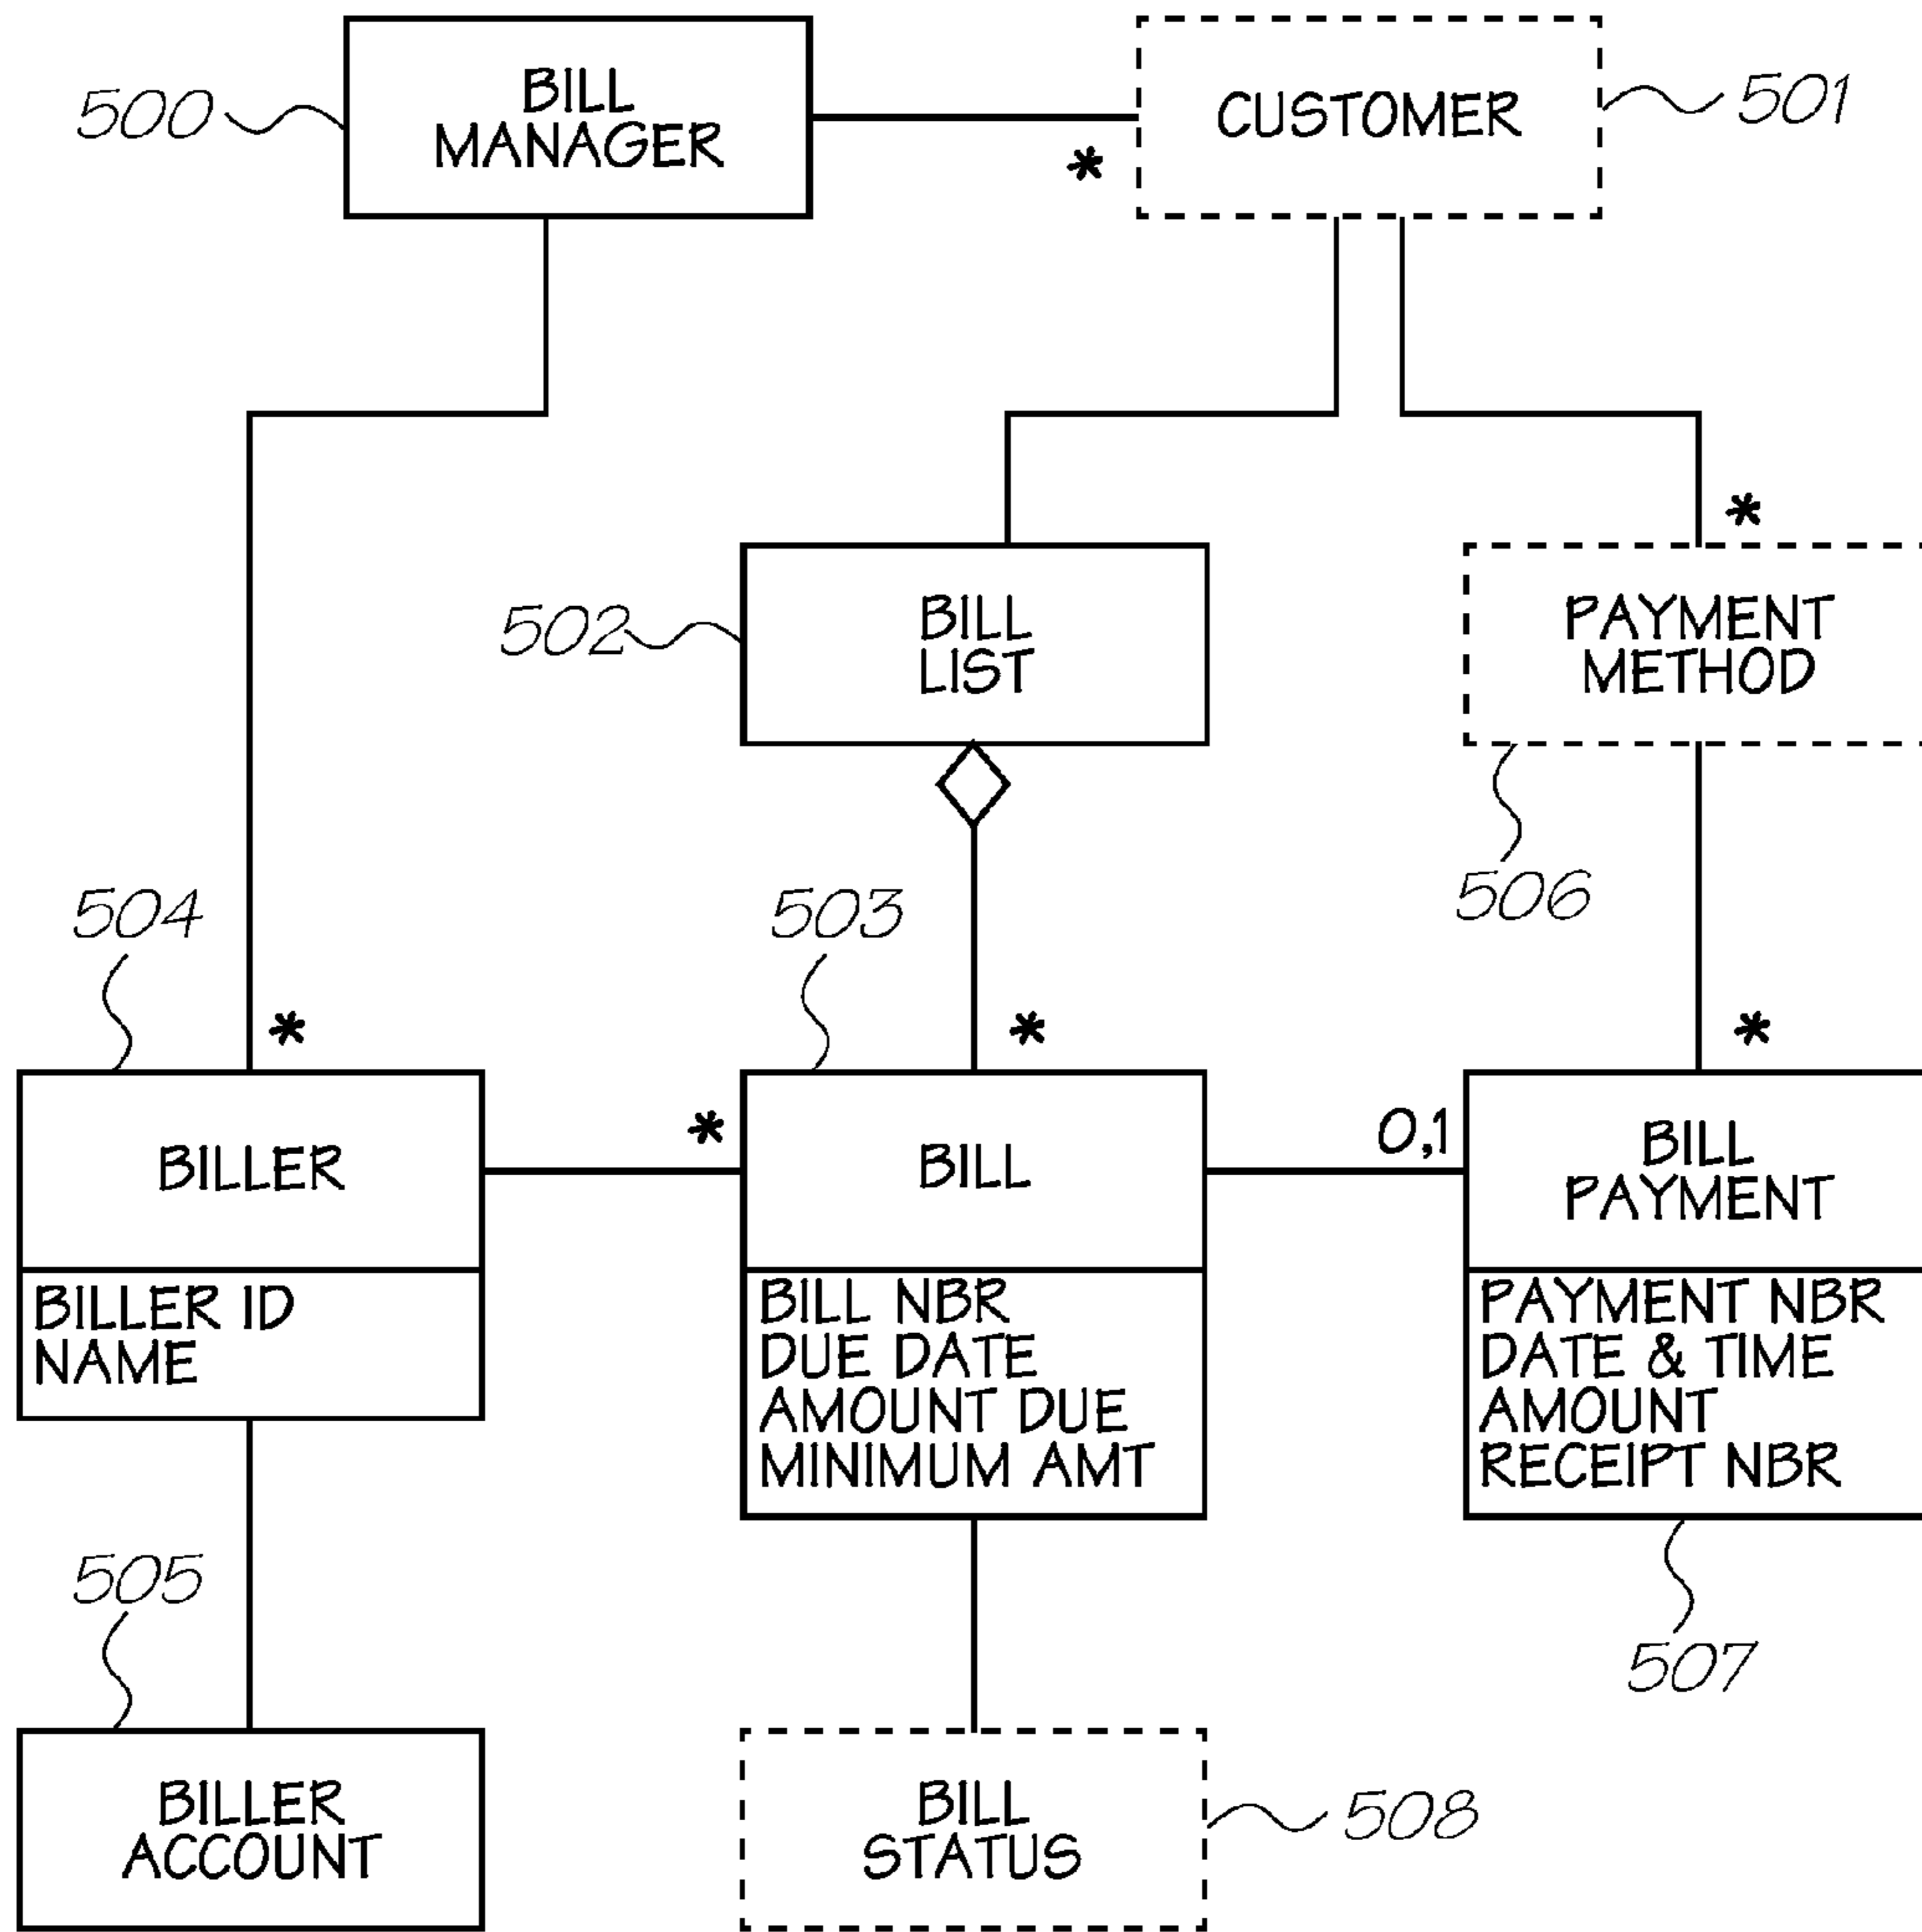 500
BILL
MANAGER
*
CUSTOMER
501
502
BILL
LIST
*
PAYMENT
METHOD
506
504
503
*
*
*
BILLER
*
BILL
0,1
BILL
PAYMENT
BILLER ID
NAME
BILL NBR
DUE DATE
AMOUNT DUE
MINIMUM AMT
PAYMENT NBR
DATE & TIME
AMOUNT
RECEIPT NBR
505
507
BILLER
ACCOUNT
BILL
STATUS
508